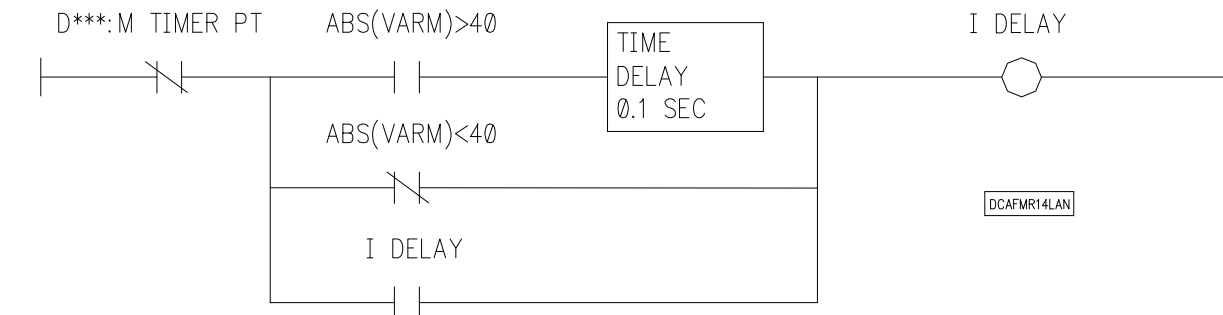 D***:M TIMER PT
ABS(VARM)>40
I DELAY
TIME
DELAY
0.1 SEC
ABS(VARM)<40
DCAFMR14LAN
I DELAY